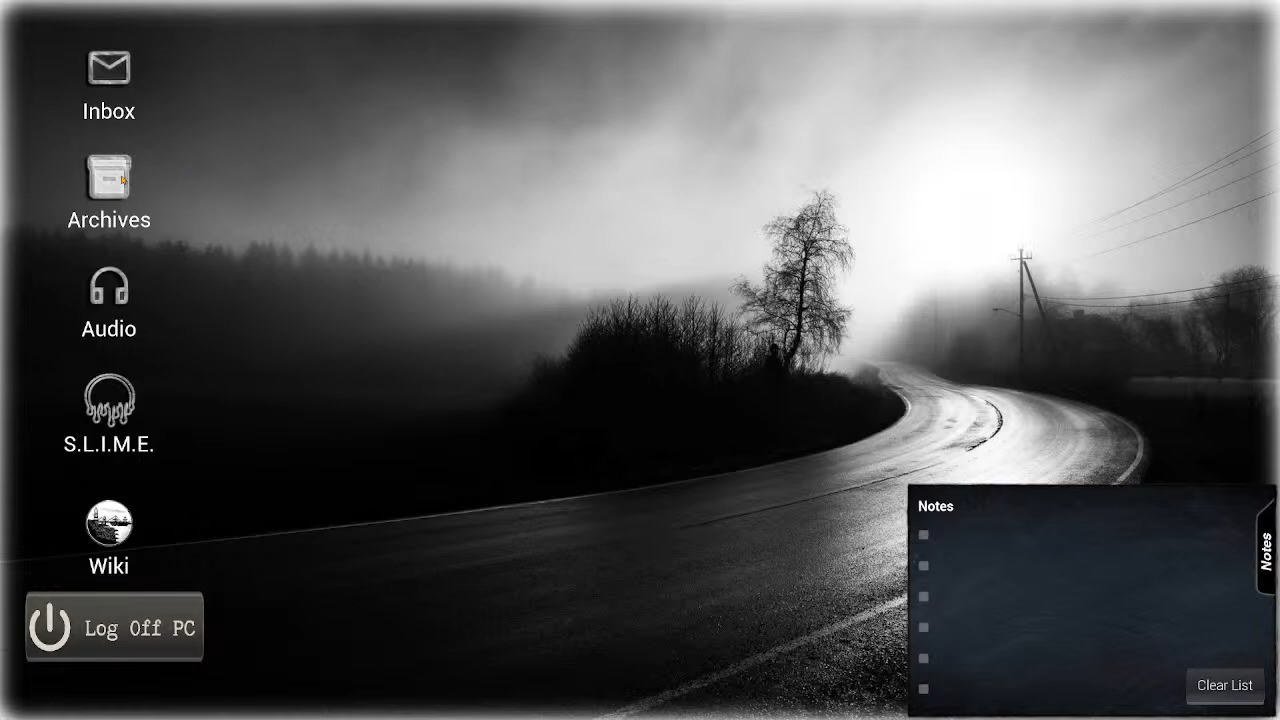 Inbox
Archives
Audio
S.L.I.M.E.
Wiki
Log Off PC
Notes
Notes
Clear List